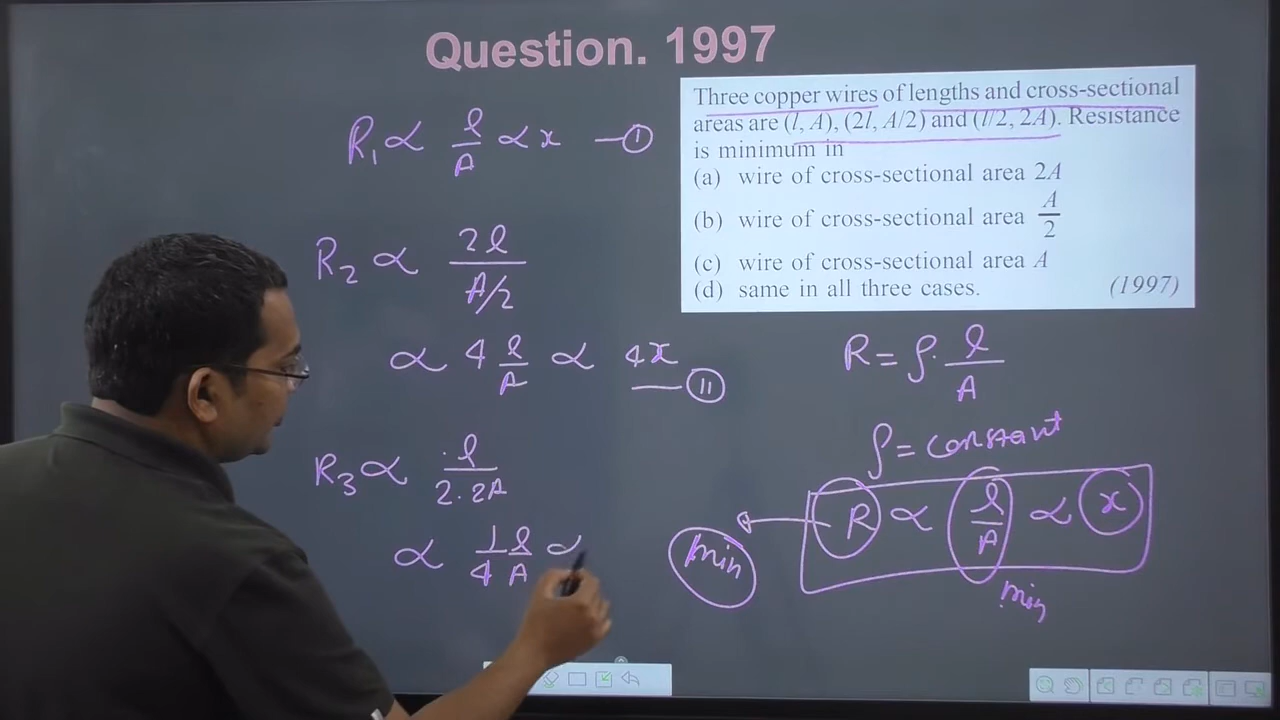 Question. 1997
Three copper wires of lengths and cross-sectional
areas are (l, A), (2l, A/2) and (l/2, 2A). Resistance
is minimum in
(a) wire of cross-sectional area 2A
(b) wire of cross-sectional area A/2
(c) wire of cross-sectional area A
(d) same in all three cases. (1997)
R₁ ∝ l/A ∝ x — (I)
R₂ ∝ 2l/(A/2)
∝ 4 l/A ∝ 4x — (II)
R₃ ∝ l/(2·2A)
∝ 1/4 l/A ∝
R = ρ · l/A
ρ = constant
R ∝ l/A ∝ x
min
min